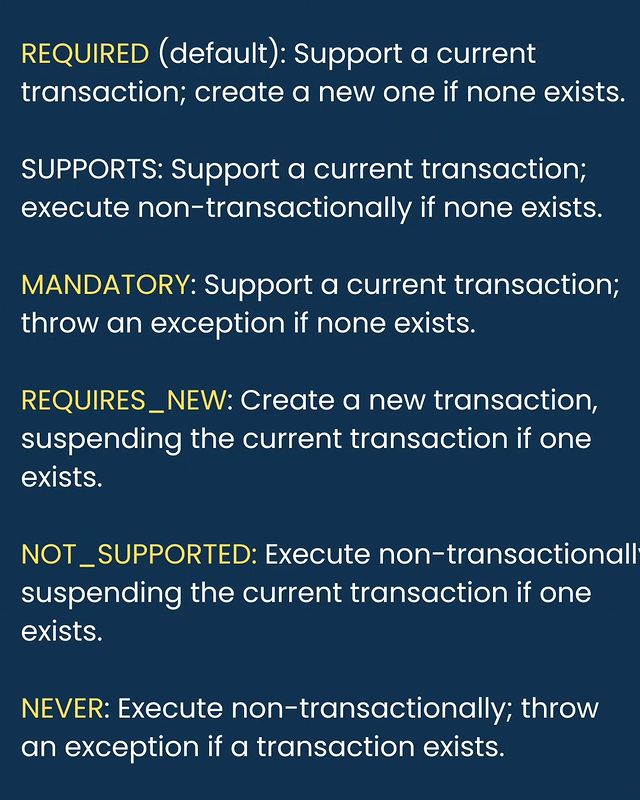 REQUIRED (default): Support a current
transaction; create a new one if none exists.
SUPPORTS: Support a current transaction;
execute non-transactionally if none exists.
MANDATORY: Support a current transaction;
throw an exception if none exists.
REQUIRES_NEW: Create a new transaction,
suspending the current transaction if one
exists.
NOT_SUPPORTED: Execute non-transactionally
suspending the current transaction if one
exists.
NEVER: Execute non-transactionally; throw
an exception if a transaction exists.